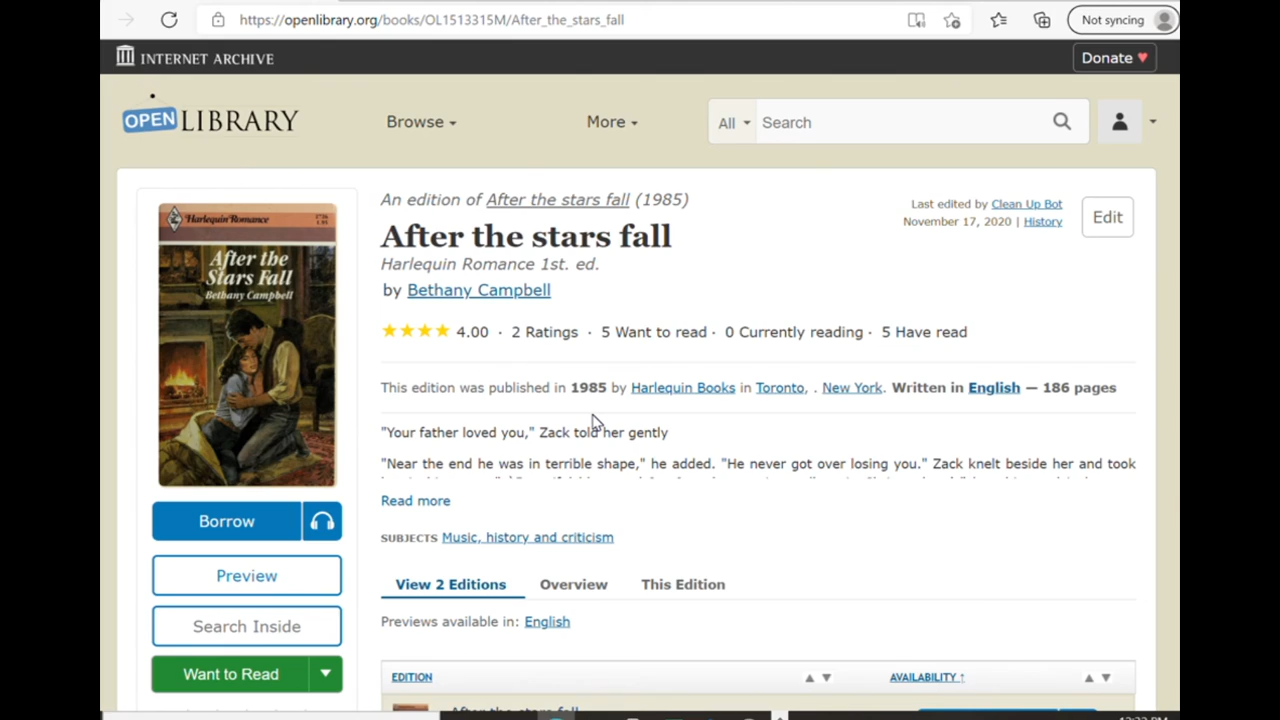 https://openlibrary.org/books/OL1513315M/After_the_stars_fall
Not syncing
INTERNET ARCHIVE
Donate ♥
OPEN LIBRARY
Browse
More
All
Search
An edition of After the stars fall (1985)
Last edited by Clean Up Bot
November 17, 2020 | History
Edit
After the stars fall
Harlequin Romance 1st. ed.
by Bethany Campbell
Harlequin Romance
After the
Stars Fall
Bethany Campbell
4.00 · 2 Ratings · 5 Want to read · 0 Currently reading · 5 Have read
This edition was published in 1985 by Harlequin Books in Toronto, . New York. Written in English — 186 pages
"Your father loved you," Zack told her gently
"Near the end he was in terrible shape," he added. "He never got over losing you." Zack knelt beside her and took
Read more
Borrow
SUBJECTS Music, history and criticism
Preview
View 2 Editions
Overview
This Edition
Search Inside
Previews available in: English
Want to Read
EDITION
AVAILABILITY ↑